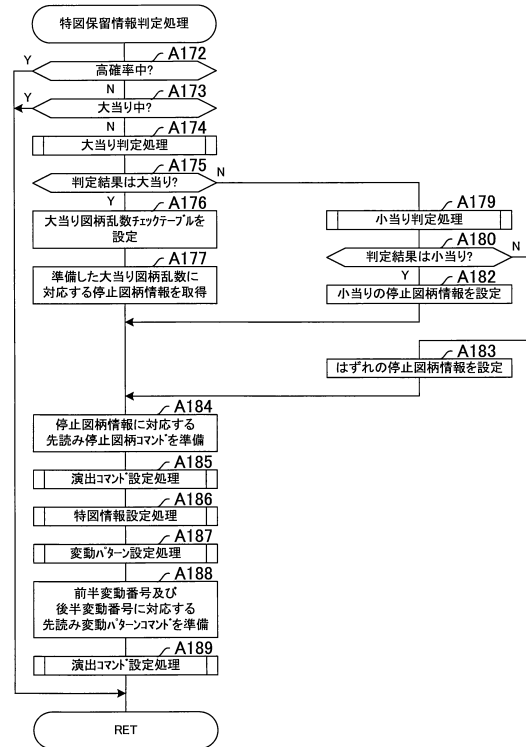 特図保留情報判定処理
A172
Y
高確率中?
N
A173
Y
大当り中?
N
A174
大当り判定処理
A175
判定結果は大当り?
N
Y
A176
大当り図柄乱数チェックテーブルを
設定
A177
準備した大当り図柄乱数に
対応する停止図柄情報を取得
A179
小当り判定処理
A180
判定結果は小当り?
N
Y
A182
小当りの停止図柄情報を設定
A183
はずれの停止図柄情報を設定
A184
停止図柄情報に対応する
先読み停止図柄コマンドを準備
A185
演出コマンド設定処理
A186
特図情報設定処理
A187
変動パターン設定処理
A188
前半変動番号及び
後半変動番号に対応する
先読み変動パターンコマンドを準備
A189
演出コマンド設定処理
RET